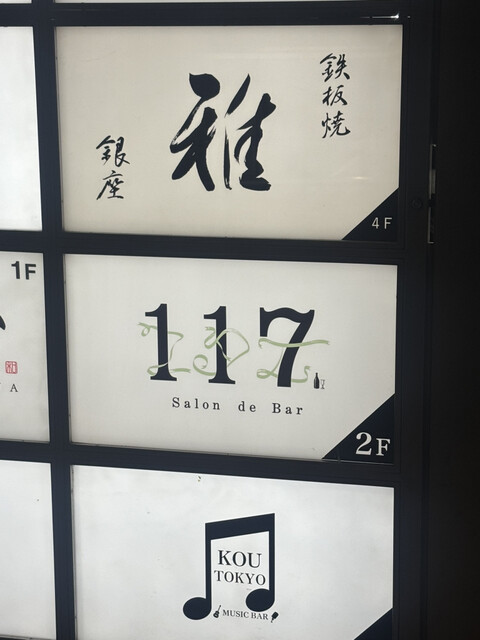 鉄板焼
雅
銀座
4F
1F
A
117
Salon de Bar
2F
KOU
TOKYO
MUSIC BAR